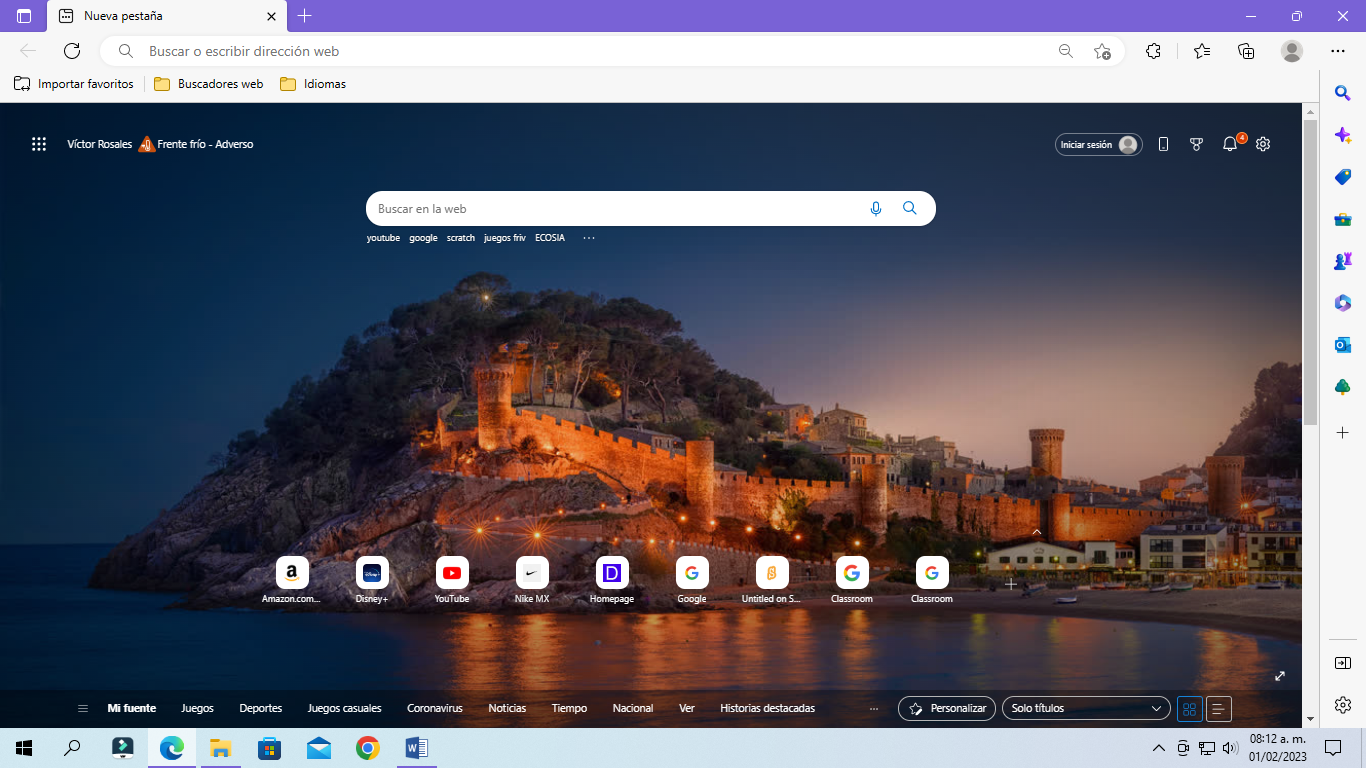 Nueva pestaña
Buscar o escribir dirección web
Importar favoritos
Buscadores web
Idiomas
Víctor Rosales
Frente frío - Adverso
Iniciar sesión
4
Buscar en la web
youtube google scratch juegos friv ECOSIA
Amazon.com...
Disney+
YouTube
Nike MX
Homepage
Google
Untitled on S...
Classroom
Classroom
Mi fuente
Juegos
Deportes
Juegos casuales
Coronavirus
Noticias
Tiempo
Nacional
Ver
Historias destacadas
Personalizar
Solo títulos
08:12 a. m.
01/02/2023